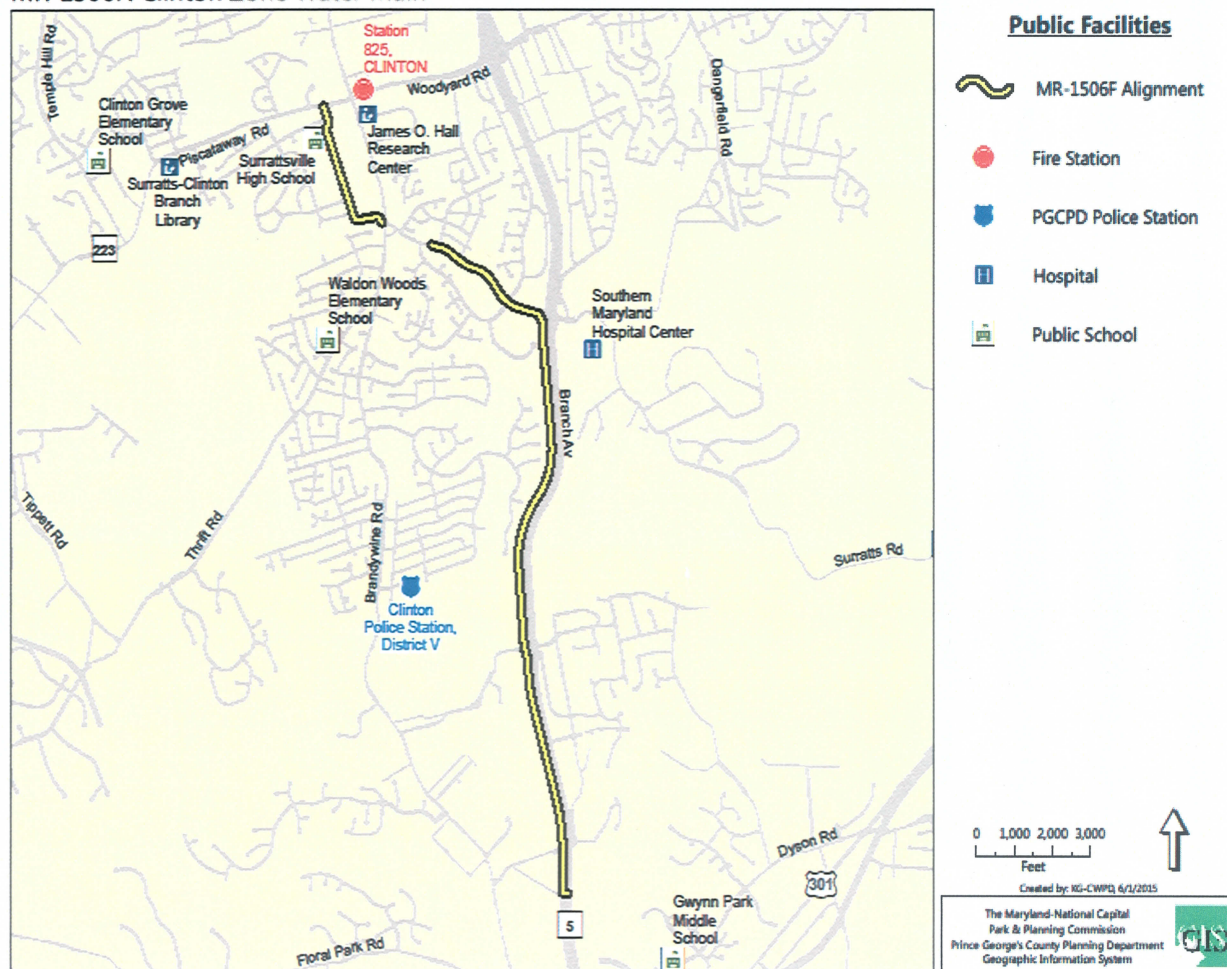 Public Facilities
MR-1506F Alignment
Fire Station
PGCPD Police Station
Hospital
Public School
Station
825,
CLINTON
Woodyard Rd
Temple Hill Rd
Dangerfield Rd
Clinton Grove
Elementary
School
Piscataway Rd
James O. Hall
Research
Center
Surrattsville
High School
Surratts-Clinton
Branch
Library
223
Waldon Woods
Elementary
School
Southern
Maryland
Hospital Center
Branch Av
Tippett Rd
Thrift Rd
Brandywine Rd
Surratts Rd
Clinton
Police Station,
District V
Dyson Rd
301
Gwynn Park
Middle
School
5
Floral Park Rd
0 1,000 2,000 3,000
Feet
Created by: KG-CWPD, 6/1/2015
The Maryland-National Capital
Park & Planning Commission
Prince George's County Planning Department
Geographic Information System
GIS